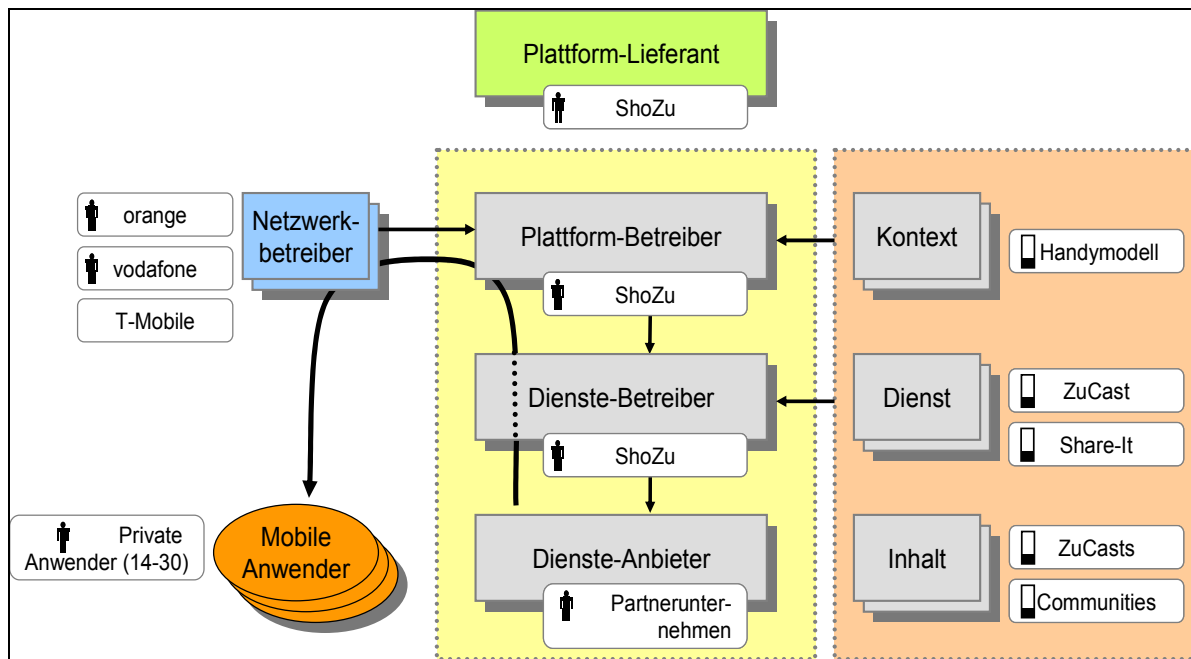 Plattform-Lieferant
ShoZu
orange
vodafone
T-Mobile
Netzwerk-
betreiber
Plattform-Betreiber
ShoZu
Kontext
Handymodell
Dienste-Betreiber
ShoZu
Dienst
ZuCast
Share-It
Private
Anwender (14-30)
Mobile
Anwender
Dienste-Anbieter
Partnerunter-
nehmen
Inhalt
ZuCasts
Communities